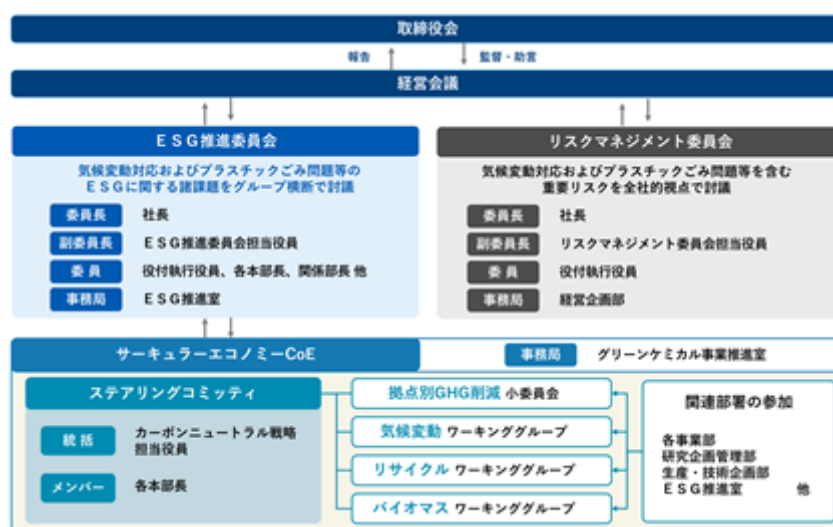 取締役会
報告
監督・助言
経営会議
ESG推進委員会
気候変動対応およびプラスチックごみ問題等の
ESGに関する諸課題をグループ横断で討議
委員長 社長
副委員長 ESG推進委員会担当役員
委員 役付執行役員、各本部長、関係部長 他
事務局 ESG推進室
リスクマネジメント委員会
気候変動対応およびプラスチックごみ問題等を含む
重要リスクを全社的視点で討議
委員長 社長
副委員長 リスクマネジメント委員会担当役員
委員 役付執行役員
事務局 経営企画部
サーキュラーエコノミーCoE
事務局 グリーンケミカル事業推進室
ステアリングコミッティ
統括 カーボンニュートラル戦略
担当役員
メンバー 各本部長
拠点別GHG削減 小委員会
気候変動 ワーキンググループ
リサイクル ワーキンググループ
バイオマス ワーキンググループ
関連部署の参加
各事業部
研究企画管理部
生産・技術企画部
ESG推進室 他